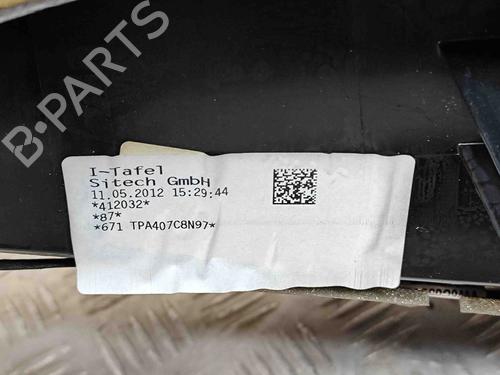 B-PARTS
I-Tafel
Sitech GmbH
11.05.2012 15:29:44
*412032*
*87*
*671 TPA407C8N97*